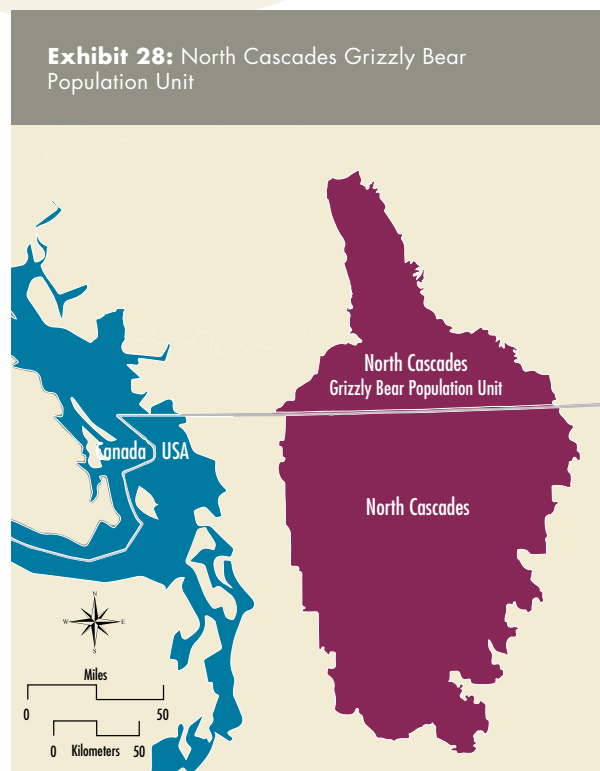 Exhibit 28: North Cascades Grizzly Bear
Population Unit
North Cascades
Grizzly Bear Population Unit
Canada
USA
North Cascades
N
W
E
S
Miles
0
50
0
Kilometers
50